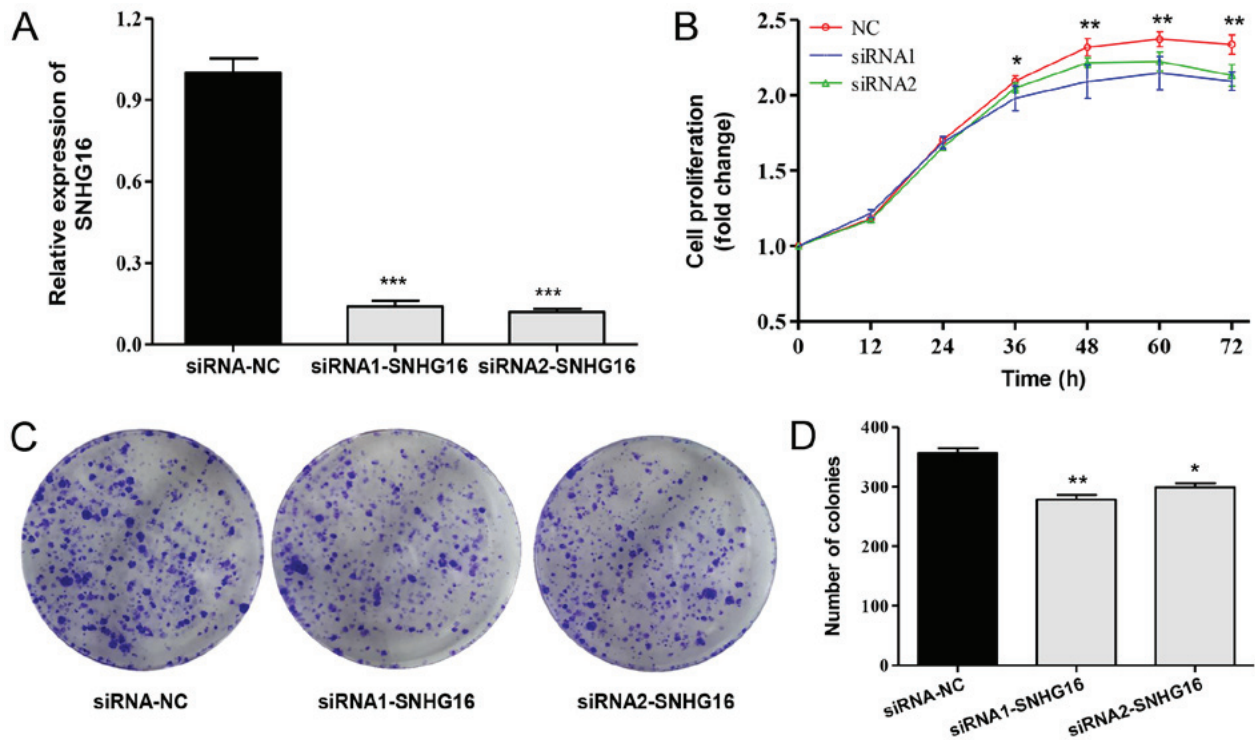 A
Relative expression of
SNHG16
1.2
0.9
0.6
0.3
0.0
***
***
siRNA-NC siRNA1-SNHG16 siRNA2-SNHG16
B
Cell proliferation
(fold change)
2.5
2.0
1.5
1.0
0.5
NC
siRNA1
siRNA2
* ** ** **
0 12 24 36 48 60 72
Time (h)
C
siRNA-NC siRNA1-SNHG16 siRNA2-SNHG16
D
Number of colonies
400
300
200
100
0
**
*
siRNA-NC siRNA1-SNHG16 siRNA2-SNHG16